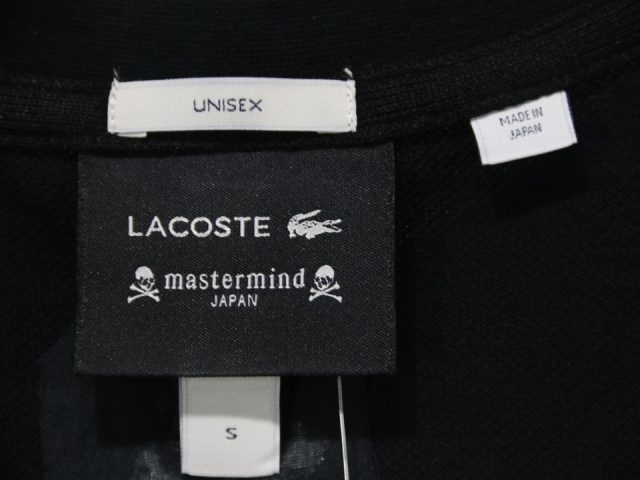 UNISEX
MADE IN
JAPAN
LACOSTE
mastermind
JAPAN
S